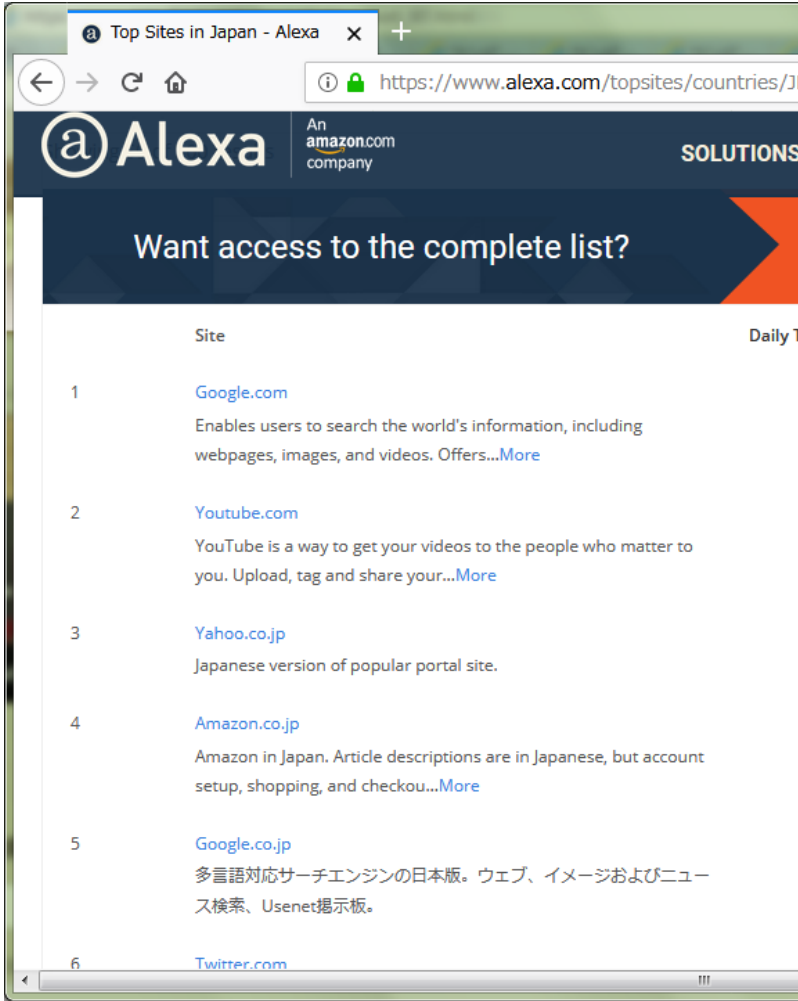 Top Sites in Japan - Alexa
https://www.alexa.com/topsites/countries/J
a Alexa
An
amazon.com
company
SOLUTIONS
Want access to the complete list?
Site
Daily T
1
Google.com
Enables users to search the world's information, including
webpages, images, and videos. Offers...More
2
Youtube.com
YouTube is a way to get your videos to the people who matter to
you. Upload, tag and share your...More
3
Yahoo.co.jp
Japanese version of popular portal site.
4
Amazon.co.jp
Amazon in Japan. Article descriptions are in Japanese, but account
setup, shopping, and checkou...More
5
Google.co.jp
多言語対応サーチエンジンの日本版。ウェブ、イメージおよびニュー
ス検索、Usenet掲示板。
6
Twitter.com